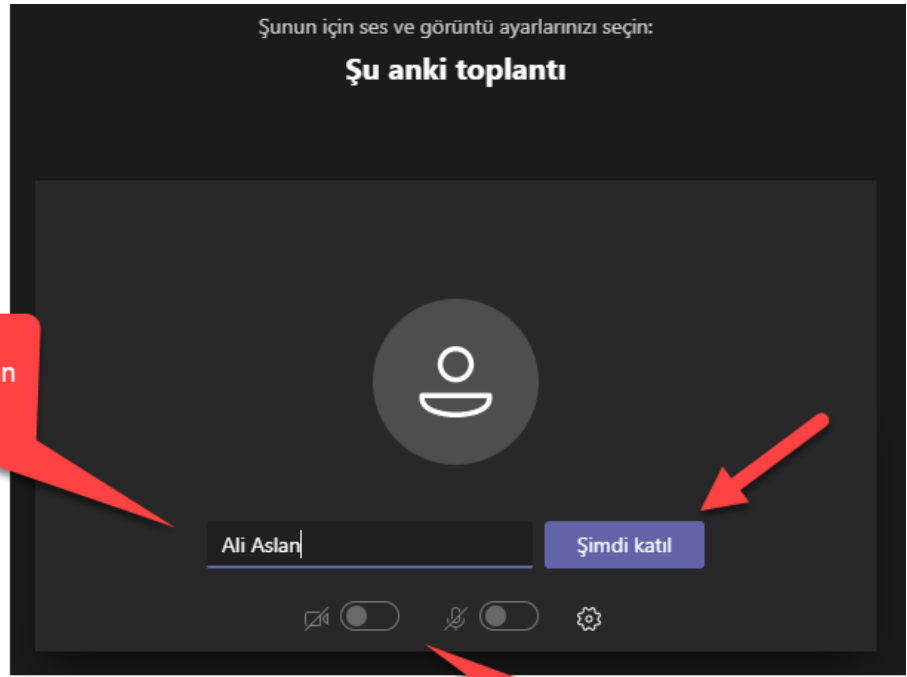 Şunun için ses ve görüntü ayarlarınızı seçin:
Şu anki toplantı
Ali Aslan
Şimdi katıl